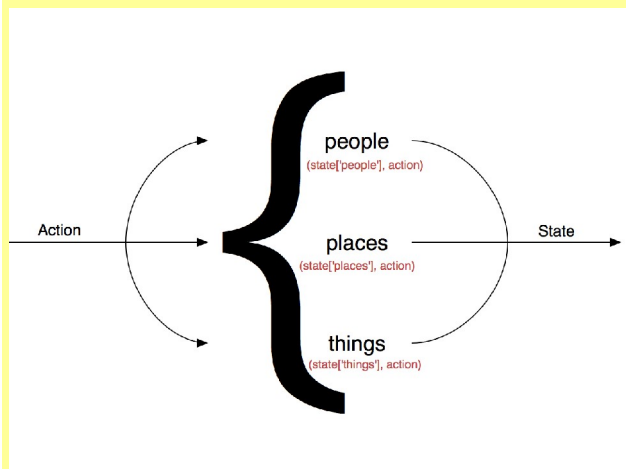 people
(state['people'], action)
Action
places
State
(state['places'], action)
things
(state['things'], action)